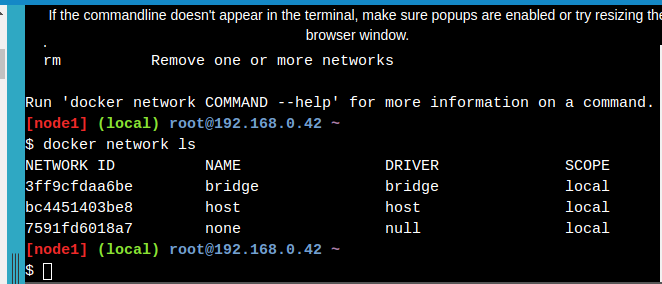 If the commandline doesn't appear in the terminal, make sure popups are enabled or try resizing the
browser window.
.
rm          Remove one or more networks
Run 'docker network COMMAND --help' for more information on a command.
[node1] (local) root@192.168.0.42 ~
$ docker network ls
NETWORK ID          NAME                DRIVER              SCOPE
3ff9cfdaa6be        bridge              bridge              local
bc4451403be8        host                host                local
7591fd6018a7        none                null                local
[node1] (local) root@192.168.0.42 ~
$